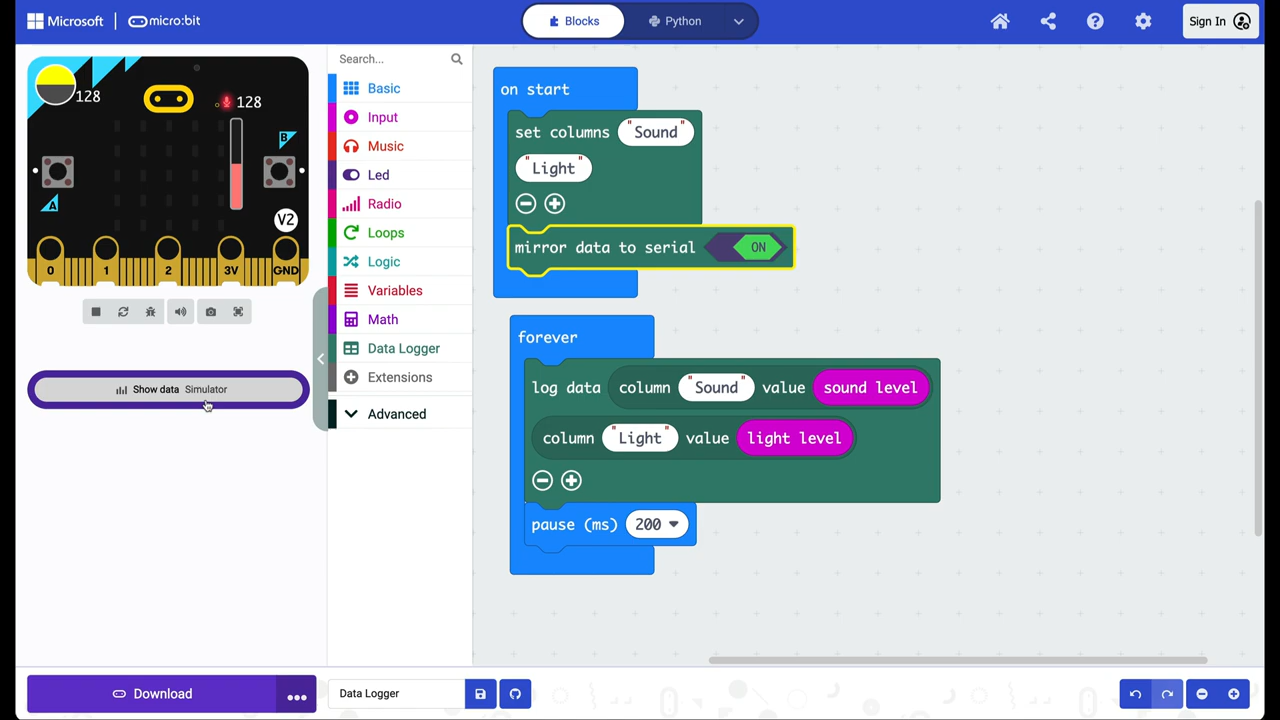 Microsoft micro:bit
Blocks
Python
Sign In
128
128
B
A
V2
0 1 2 3V GND
Show data Simulator
Search...
Basic
Input
Music
Led
Radio
Loops
Logic
Variables
Math
Data Logger
Extensions
Advanced
on start
set columns "Sound"
"Light"
mirror data to serial ON
forever
log data column "Sound" value sound level
column "Light" value light level
pause (ms) 200
Download
Data Logger